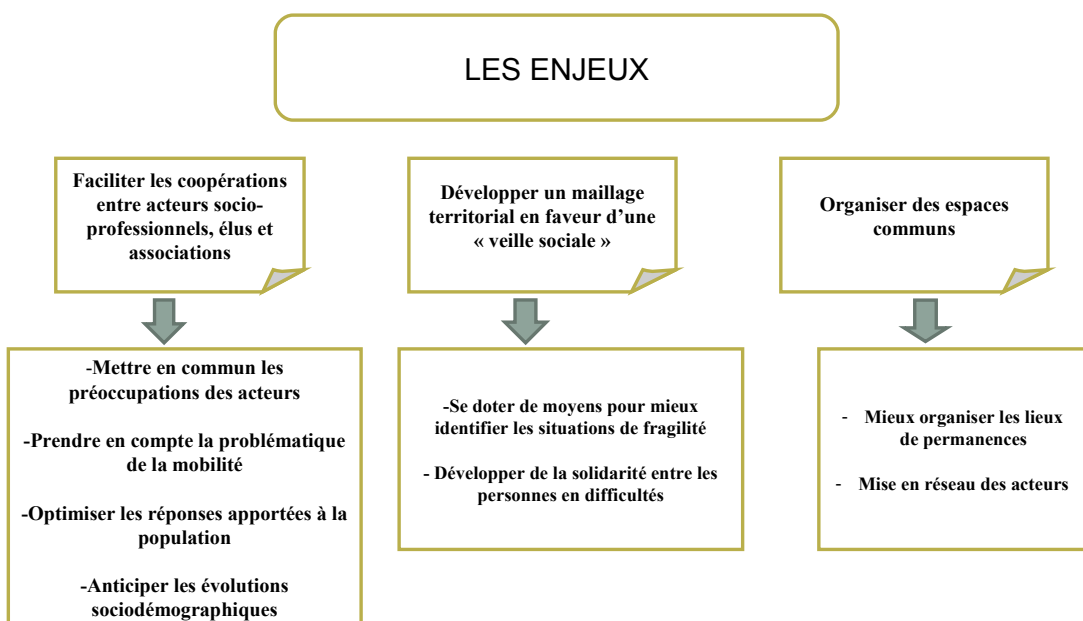 LES ENJEUX
Faciliter les coopérations
entre acteurs socio-
professionnels, élus et
associations
Développer un maillage
territorial en faveur d’une
« veille sociale »
Organiser des espaces
communs
-Mettre en commun les
préoccupations des acteurs
-Prendre en compte la problématique
de la mobilité
-Optimiser les réponses apportées à la
population
-Anticiper les évolutions
sociodémographiques
-Se doter de moyens pour mieux
identifier les situations de fragilité
- Développer de la solidarité entre les
personnes en difficultés
- Mieux organiser les lieux
de permanences
- Mise en réseau des acteurs